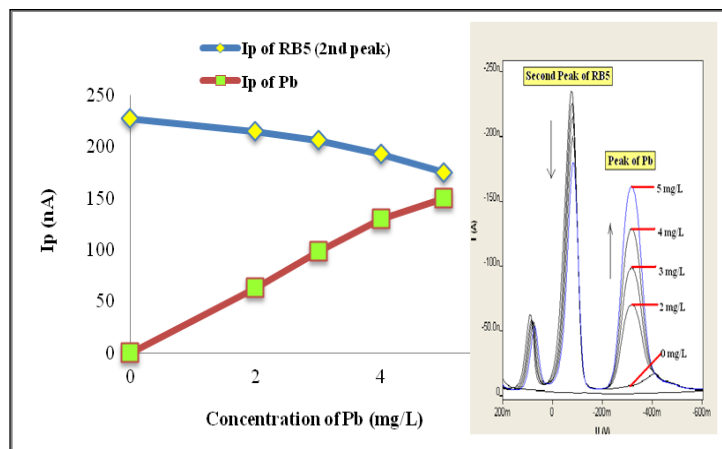 Ip of RB5 (2nd peak)
Ip of Pb
250
200
150
100
50
0
0
2
4
Ip (nA)
Concentration of Pb (mg/L)
Second Peak of RB5
Peak of Pb
5 mg/L
4 mg/L
3 mg/L
2 mg/L
0 mg/L
-250n
-200n
-150n
-100n
-50.0n
0
200m
0
-200m
-400m
-600m